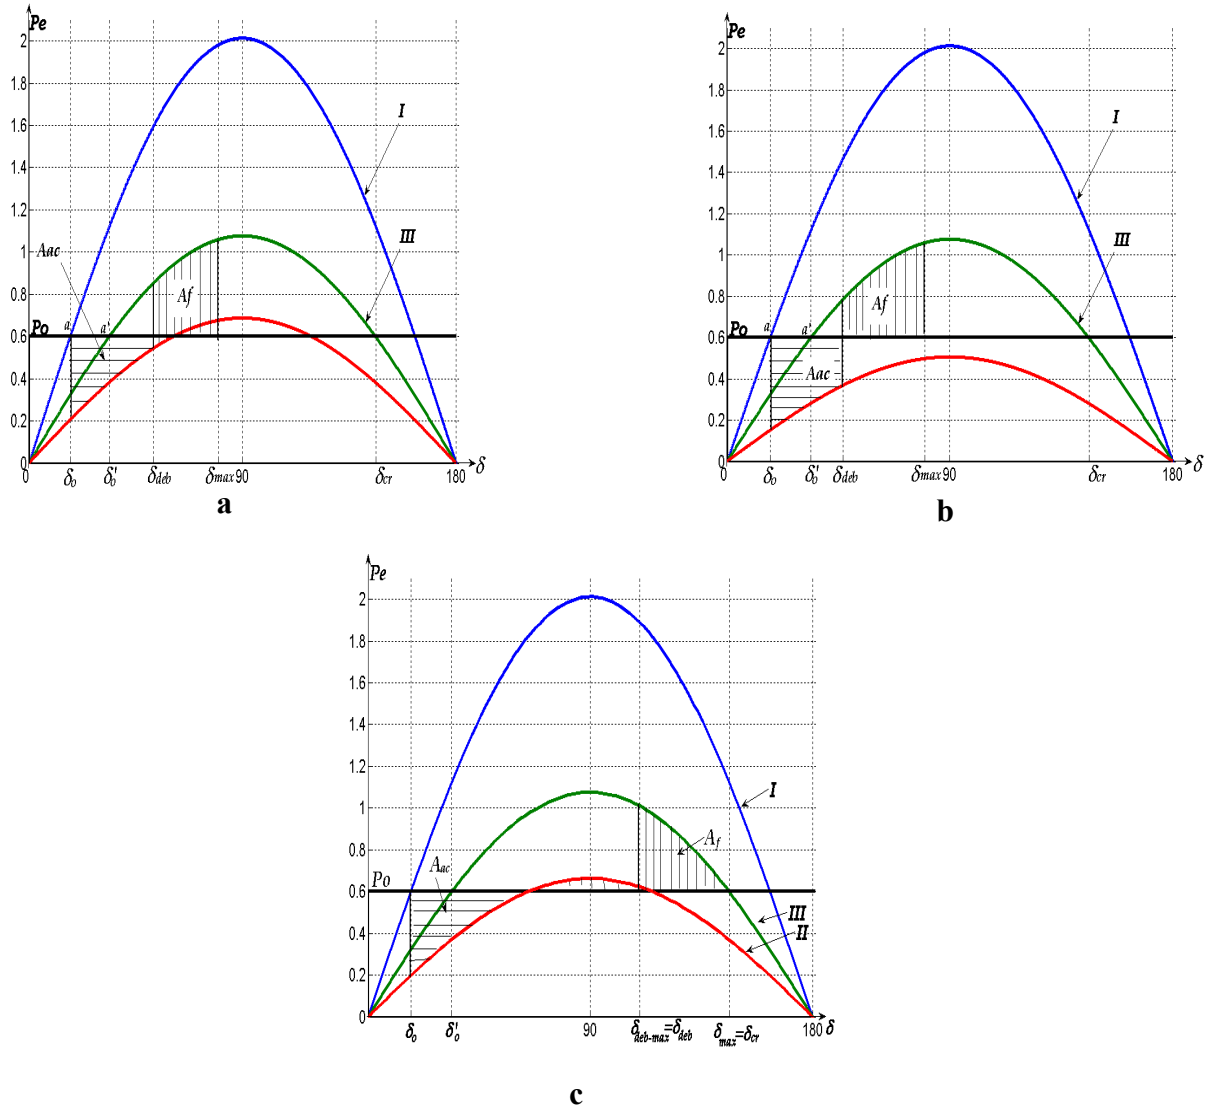 Pe
2
1.8
1.6
I
1.4
1.2
III
Aac
1
0.8
Af
Po a a'
0.6
0.4
0.2
0
0 δo δo' δdeb δmax 90 δcr 180 δ
a
Pe
2
1.8
1.6
I
1.4
1.2
III
1
0.8
Af
Po a a'
0.6
Aac
0.4
0.2
0
0 δo δo' δdeb δmax 90 δcr 180 δ
b
Pe
2
1.8
1.6
1.4
1.2
I
1
Af
0.8
Aac
Po
0.6
III
II
0.4
0.2
0
δo δo' 90 δdeb-max=δdeb δmax=δcr 180 δ
c